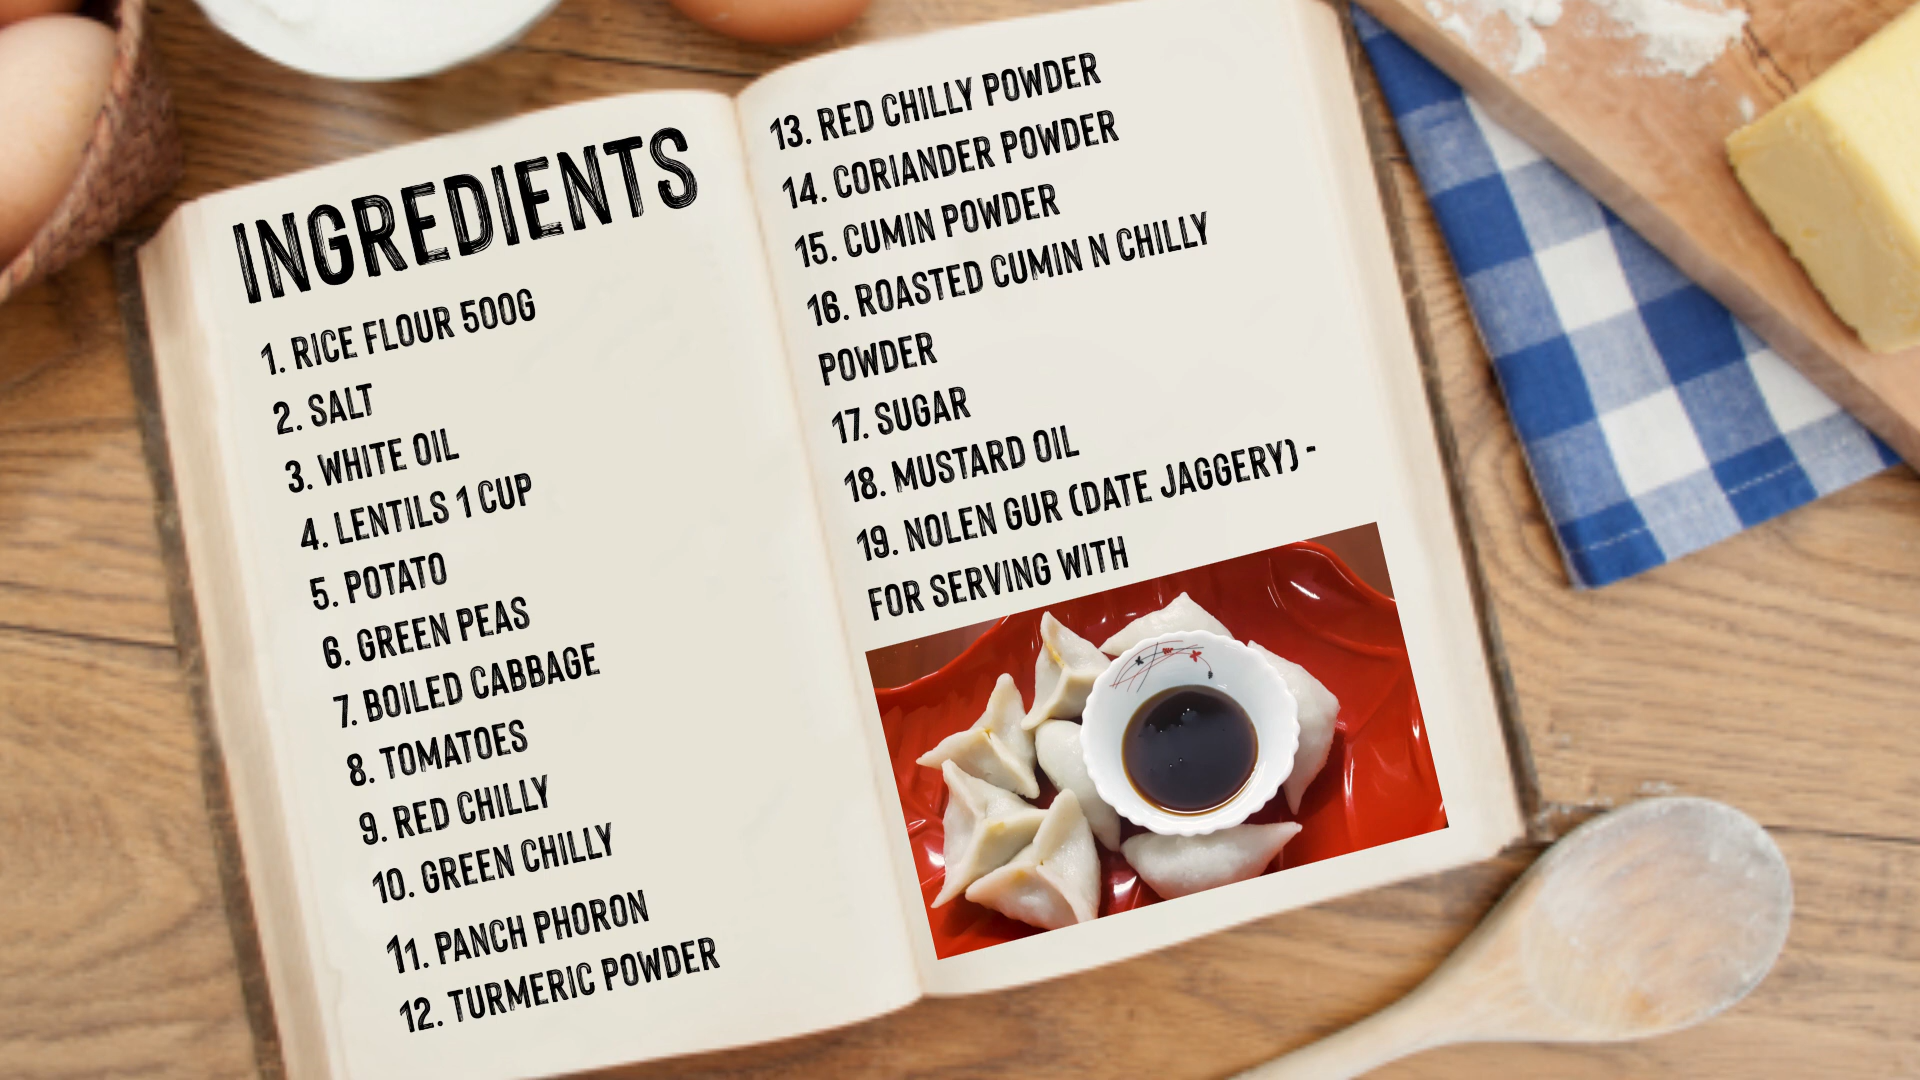 INGREDIENTS
1. RICE FLOUR 500G
2. SALT
3. WHITE OIL
4. LENTILS 1 CUP
5. POTATO
6. GREEN PEAS
7. BOILED CABBAGE
8. TOMATOES
9. RED CHILLY
10. GREEN CHILLY
11. PANCH PHORON
12. TURMERIC POWDER
13. RED CHILLY POWDER
14. CORIANDER POWDER
15. CUMIN POWDER
16. ROASTED CUMIN N CHILLY
POWDER
17. SUGAR
18. MUSTARD OIL
19. NOLEN GUR (DATE JAGGERY) -
FOR SERVING WITH